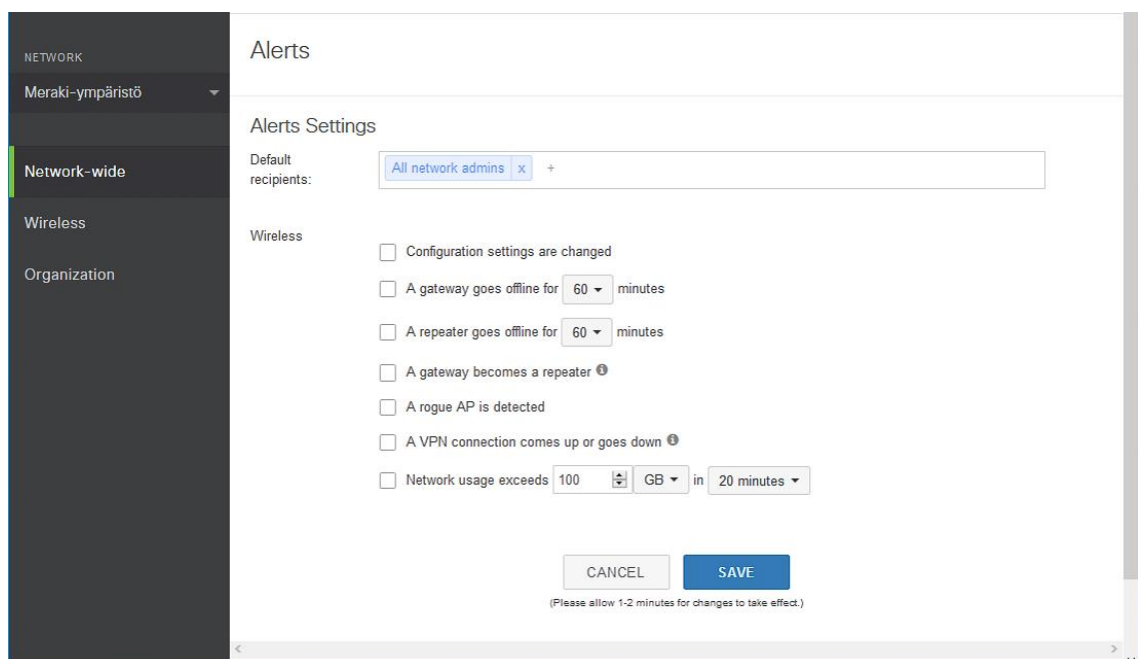 NETWORK
Meraki-ympäristö
Network-wide
Wireless
Organization
Alerts
Alerts Settings
Default
recipients:
All network admins x +
Wireless
Configuration settings are changed
A gateway goes offline for 60 minutes
A repeater goes offline for 60 minutes
A gateway becomes a repeater i
A rogue AP is detected
A VPN connection comes up or goes down i
Network usage exceeds 100 GB in 20 minutes
CANCEL SAVE
(Please allow 1-2 minutes for changes to take effect.)